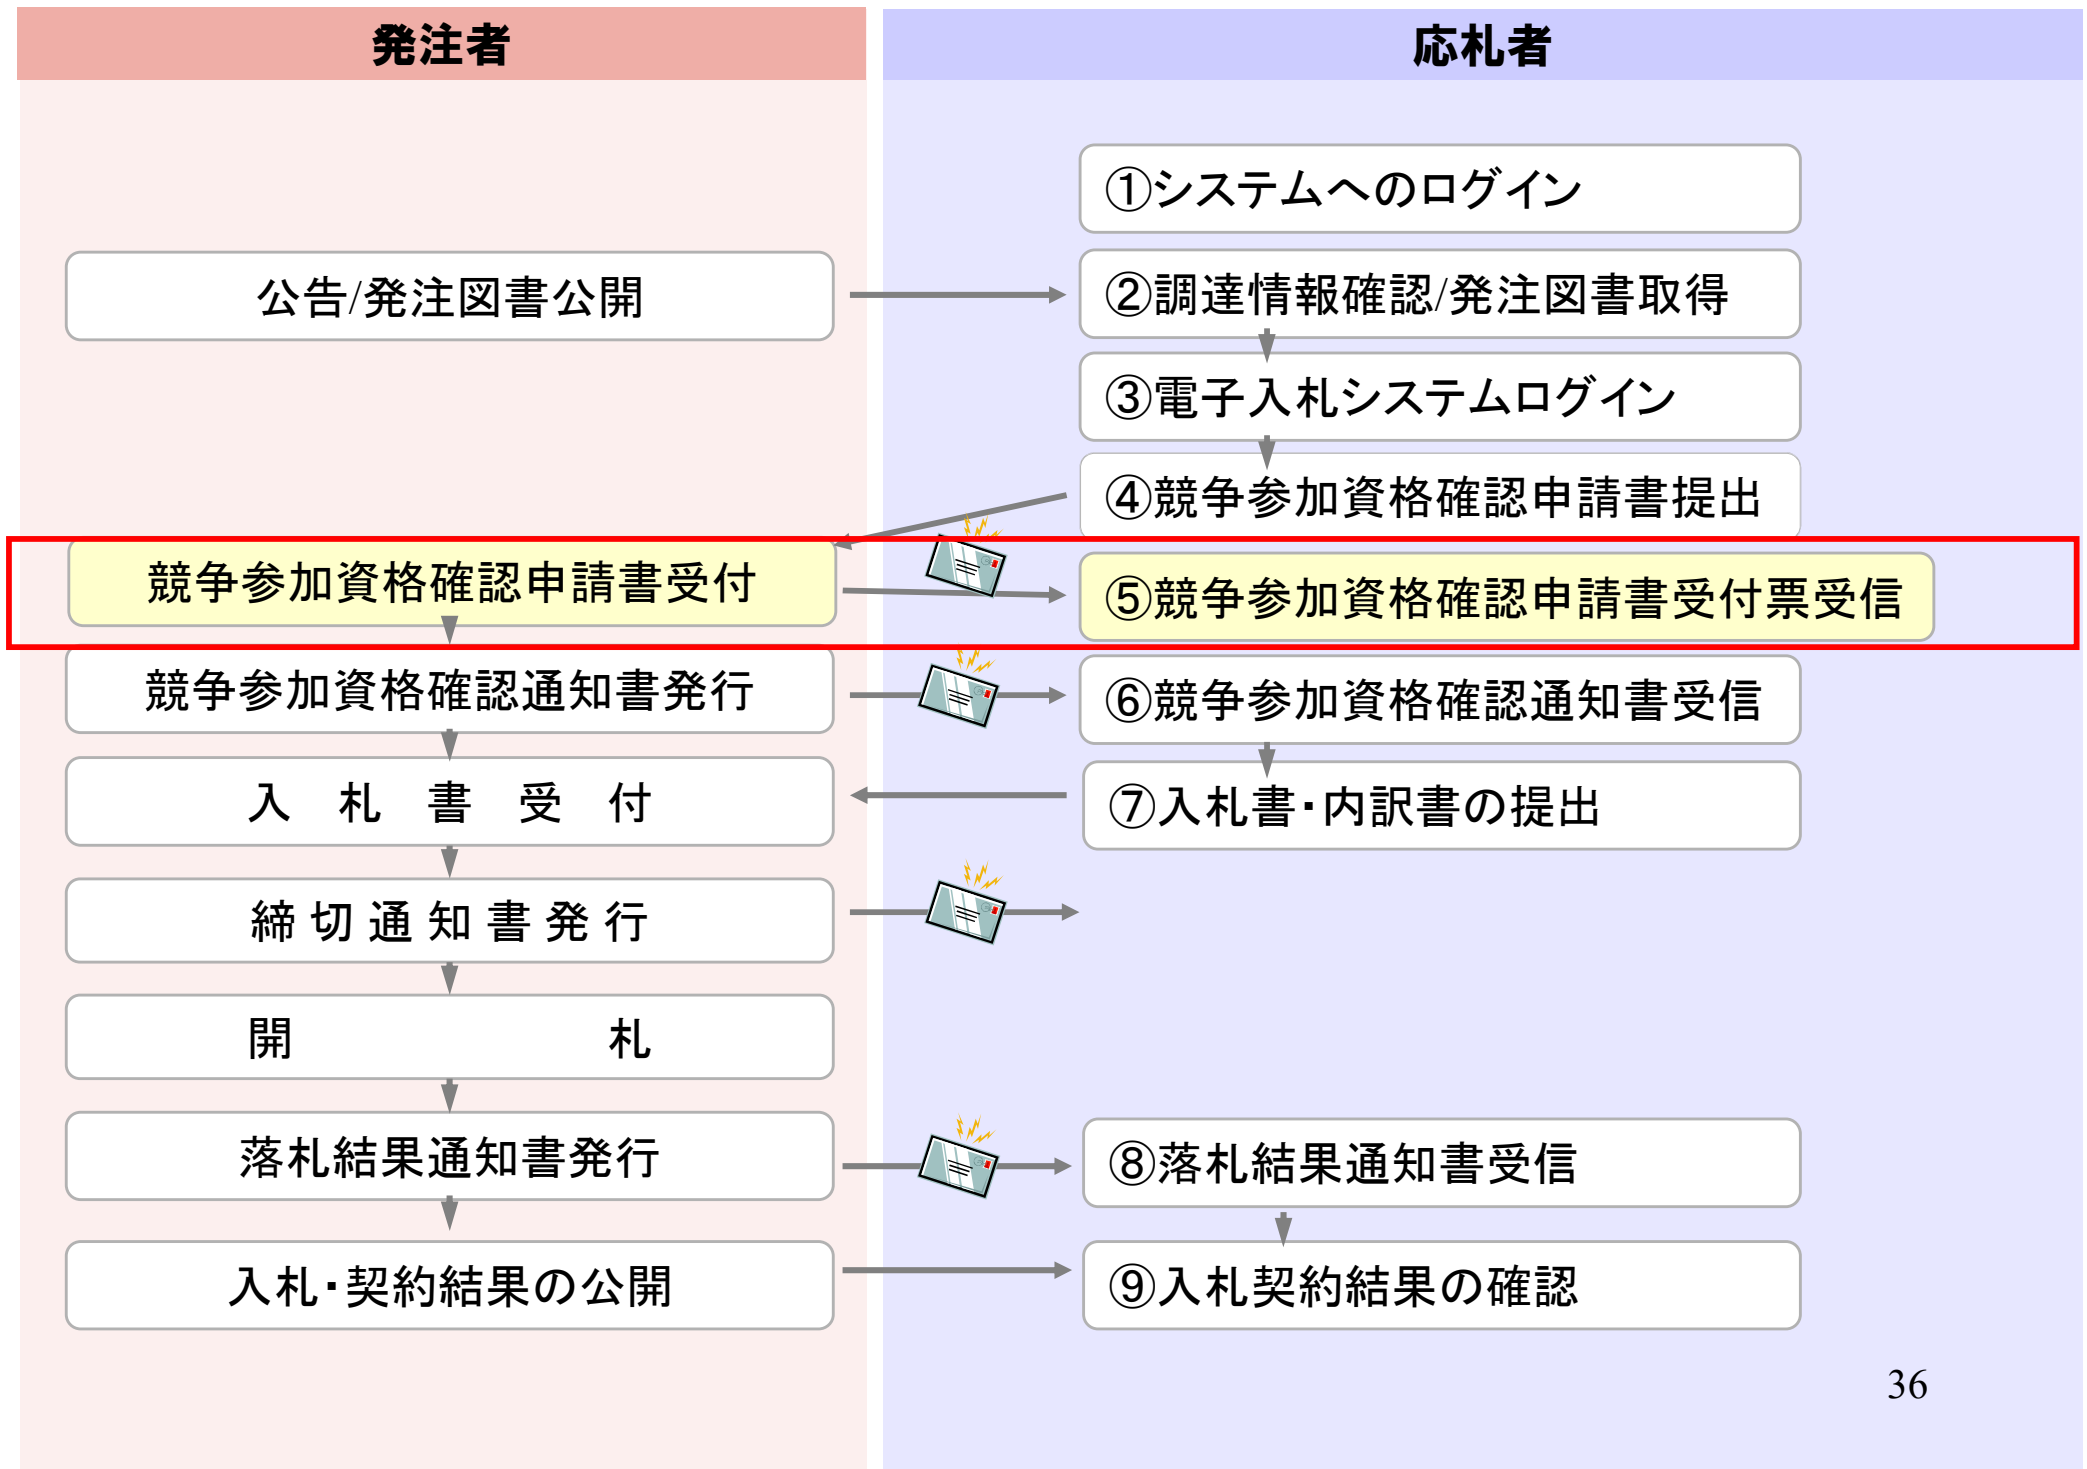 発注者
応札者
①システムへのログイン
公告/発注図書公開
②調達情報確認/発注図書取得
③電子入札システムログイン
④競争参加資格確認申請書提出
競争参加資格確認申請書受付
⑤競争参加資格確認申請書受付票受信
競争参加資格確認通知書発行
⑥競争参加資格確認通知書受信
入　札　書　受　付
⑦入札書・内訳書の提出
締 切 通 知 書 発 行
開　　　　　　　札
落札結果通知書発行
⑧落札結果通知書受信
入札・契約結果の公開
⑨入札契約結果の確認
36